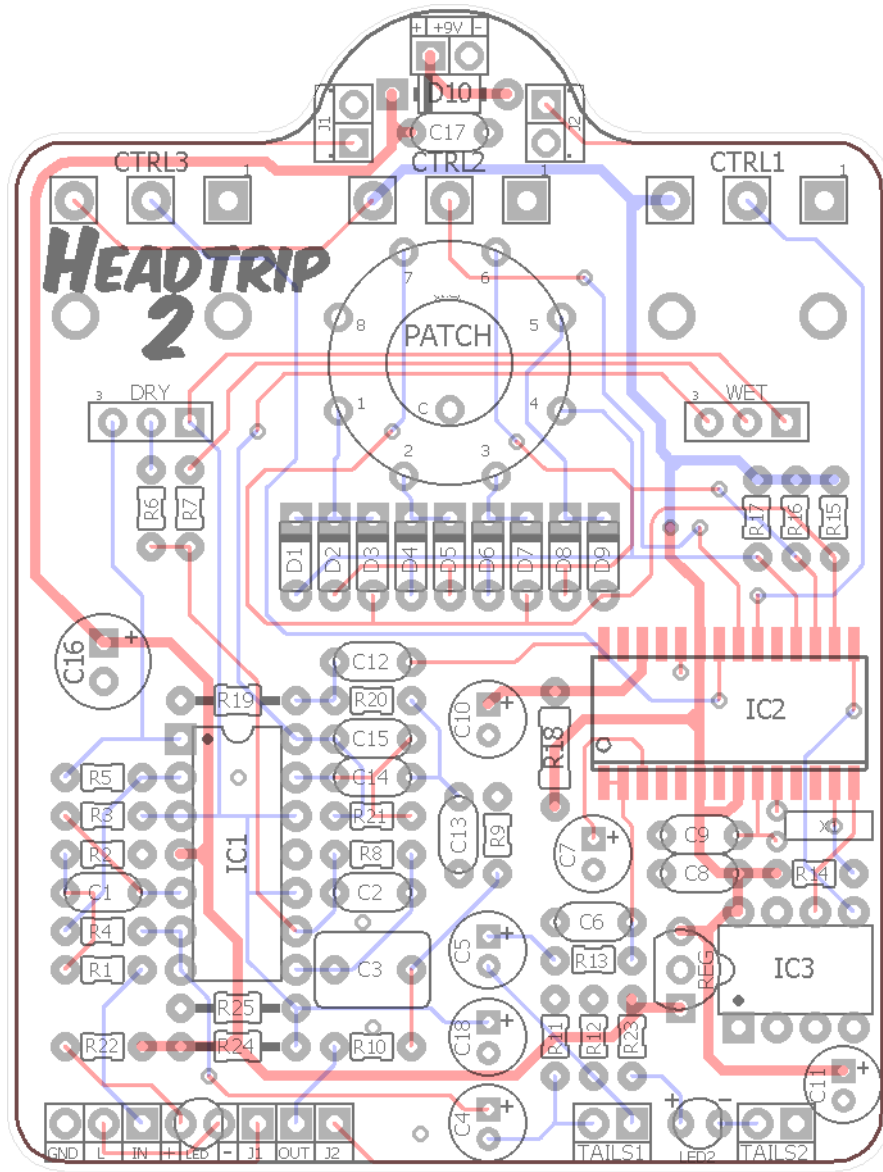 + +9V -
D10
J1
J2
C17
CTRL3
CTRL2
CTRL1
1
1
1
HEADTRIP
2
7
6
8
5
PATCH
1
C
4
2
3
3
DRY
3
WET
R6
R7
R17
R16
R15
D1
D2
D3
D4
D5
D6
D7
D8
D9
C16
+
C12
R19
R20
C10
+
IC2
R18
C15
R5
C14
R3
R21
C13
R9
C7
+
C9
R2
IC1
R8
C8
R14
C1
C2
C6
R4
C5
+
R13
REG
IC3
R1
C3
R25
C18
+
R11
R12
R23
R22
R24
R10
C11
+
C4
+
+
-
GND
L
IN
+
LED
-
J1
OUT
J2
TAILS1
LED2
TAILS2